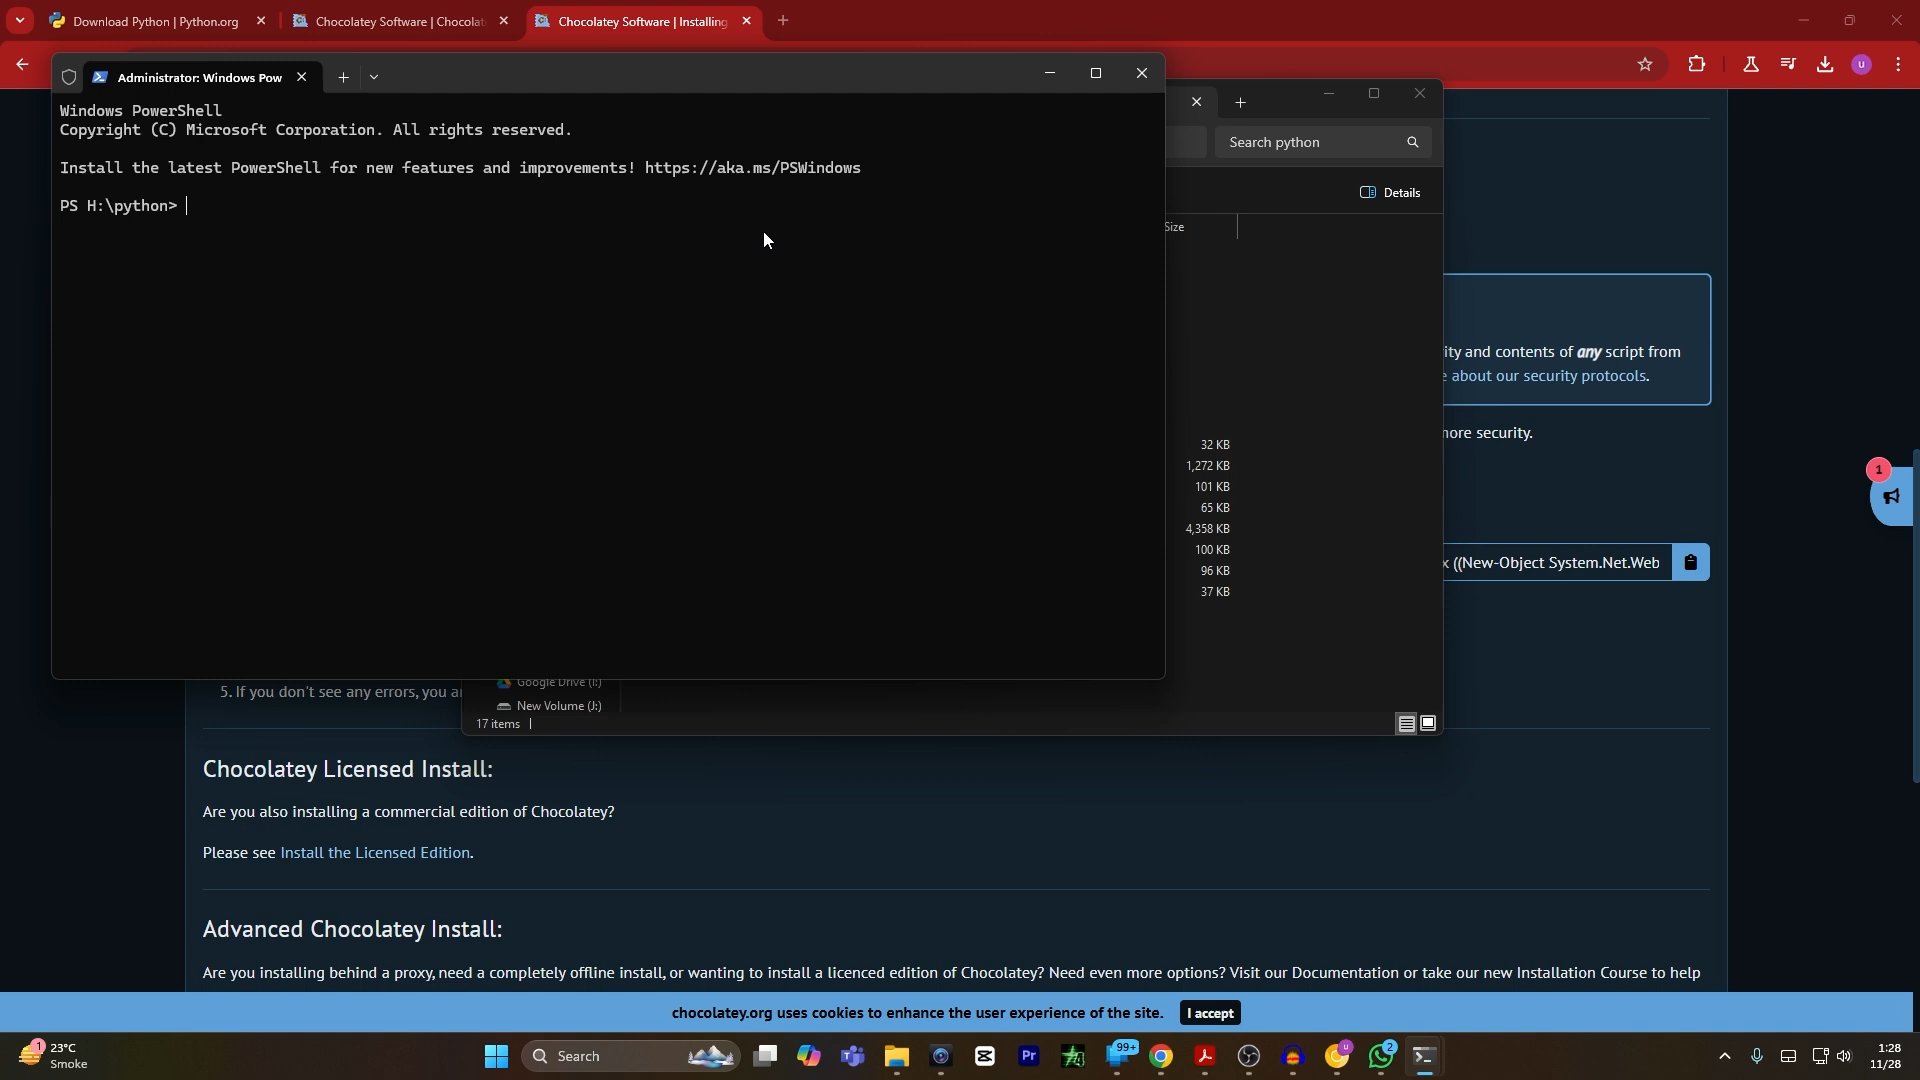 Download Python | Python.org
Chocolatey Software | Chocolat
Chocolatey Software | Installing
u
Administrator: Windows Pow
Windows PowerShell
Copyright (C) Microsoft Corporation. All rights reserved.
Install the latest PowerShell for new features and improvements! https://aka.ms/PSWindows
PS H:\python>
Search python
Details
Size
32 KB
1,272 KB
101 KB
65 KB
4,358 KB
100 KB
96 KB
37 KB
ity and contents of any script from
about our security protocols.
more security.
1
((New-Object System.Net.Web
Google Drive (I:)
New Volume (J:)
17 items
5. If you don't see any errors, you a
Chocolatey Licensed Install:
Are you also installing a commercial edition of Chocolatey?
Please see Install the Licensed Edition.
Advanced Chocolatey Install:
Are you installing behind a proxy, need a completely offline install, or wanting to install a licenced edition of Chocolatey? Need even more options? Visit our Documentation or take our new Installation Course to help
chocolatey.org uses cookies to enhance the user experience of the site.
I accept
1
23°C
Smoke
Search
Pr
99+
u
2
1:28
11/28